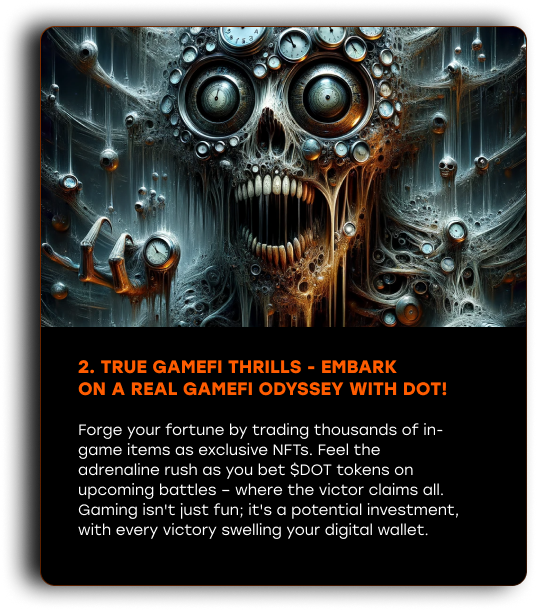 2. TRUE GAMEFI THRILLS - EMBARK
ON A REAL GAMEFI ODYSSEY WITH DOT!
Forge your fortune by trading thousands of in-
game items as exclusive NFTs. Feel the
adrenaline rush as you bet $DOT tokens on
upcoming battles – where the victor claims all.
Gaming isn't just fun; it's a potential investment,
with every victory swelling your digital wallet.